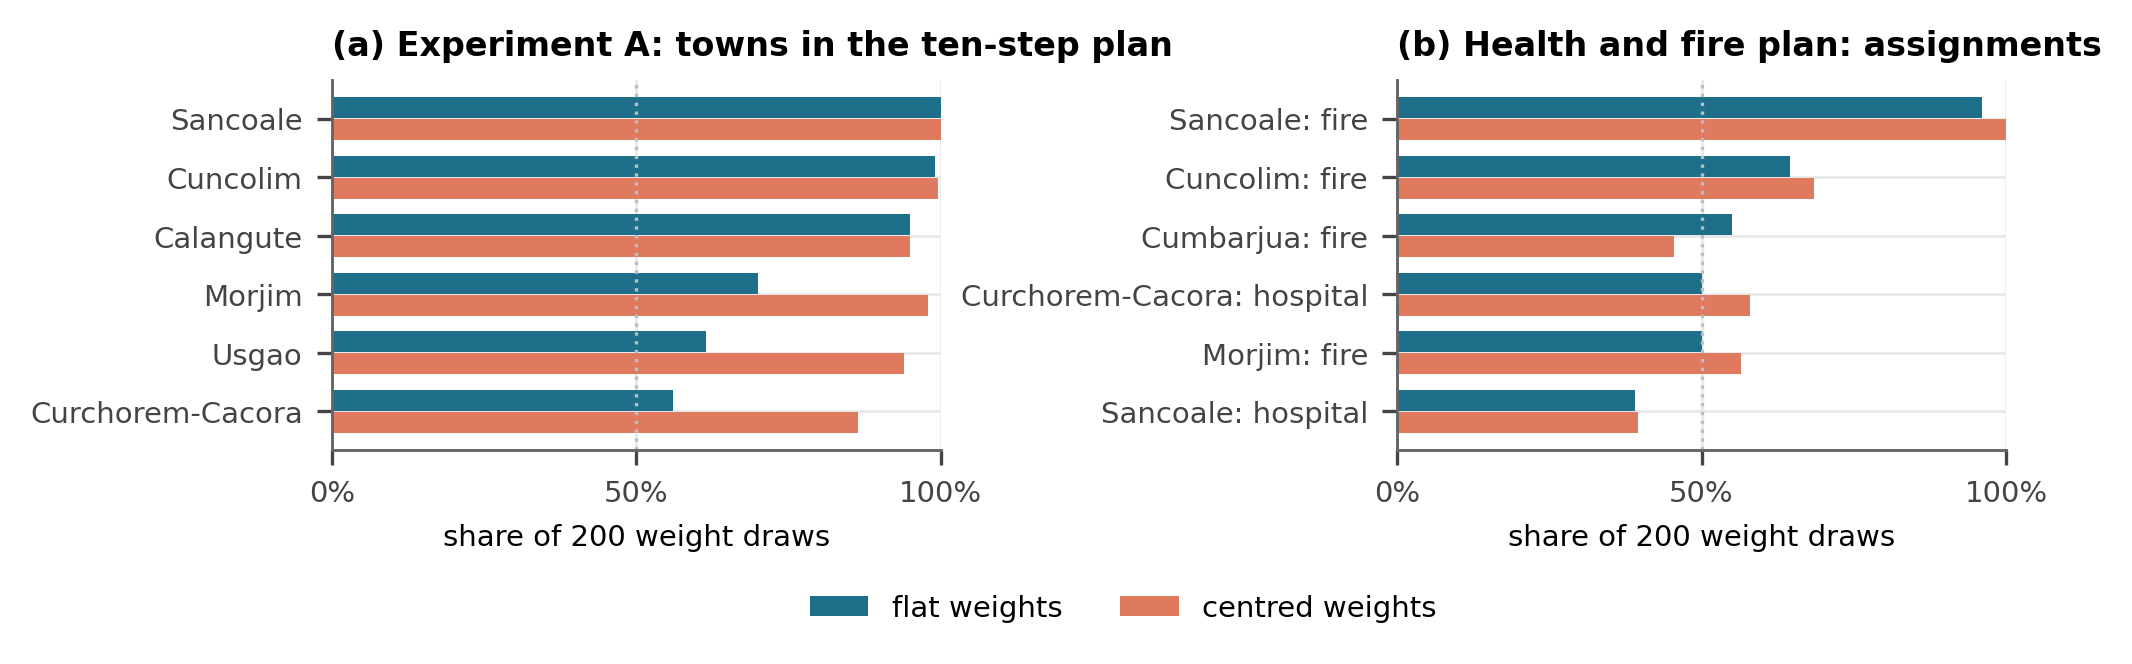 (a) Experiment A: towns in the ten-step plan
Sancoale
Cuncolim
Calangute
Morjim
Usgao
Curchorem-Cacora
0% 50% 100%
share of 200 weight draws
(b) Health and fire plan: assignments
Sancoale: fire
Cuncolim: fire
Cumbarjua: fire
Curchorem-Cacora: hospital
Morjim: fire
Sancoale: hospital
0% 50% 100%
share of 200 weight draws
flat weights centred weights